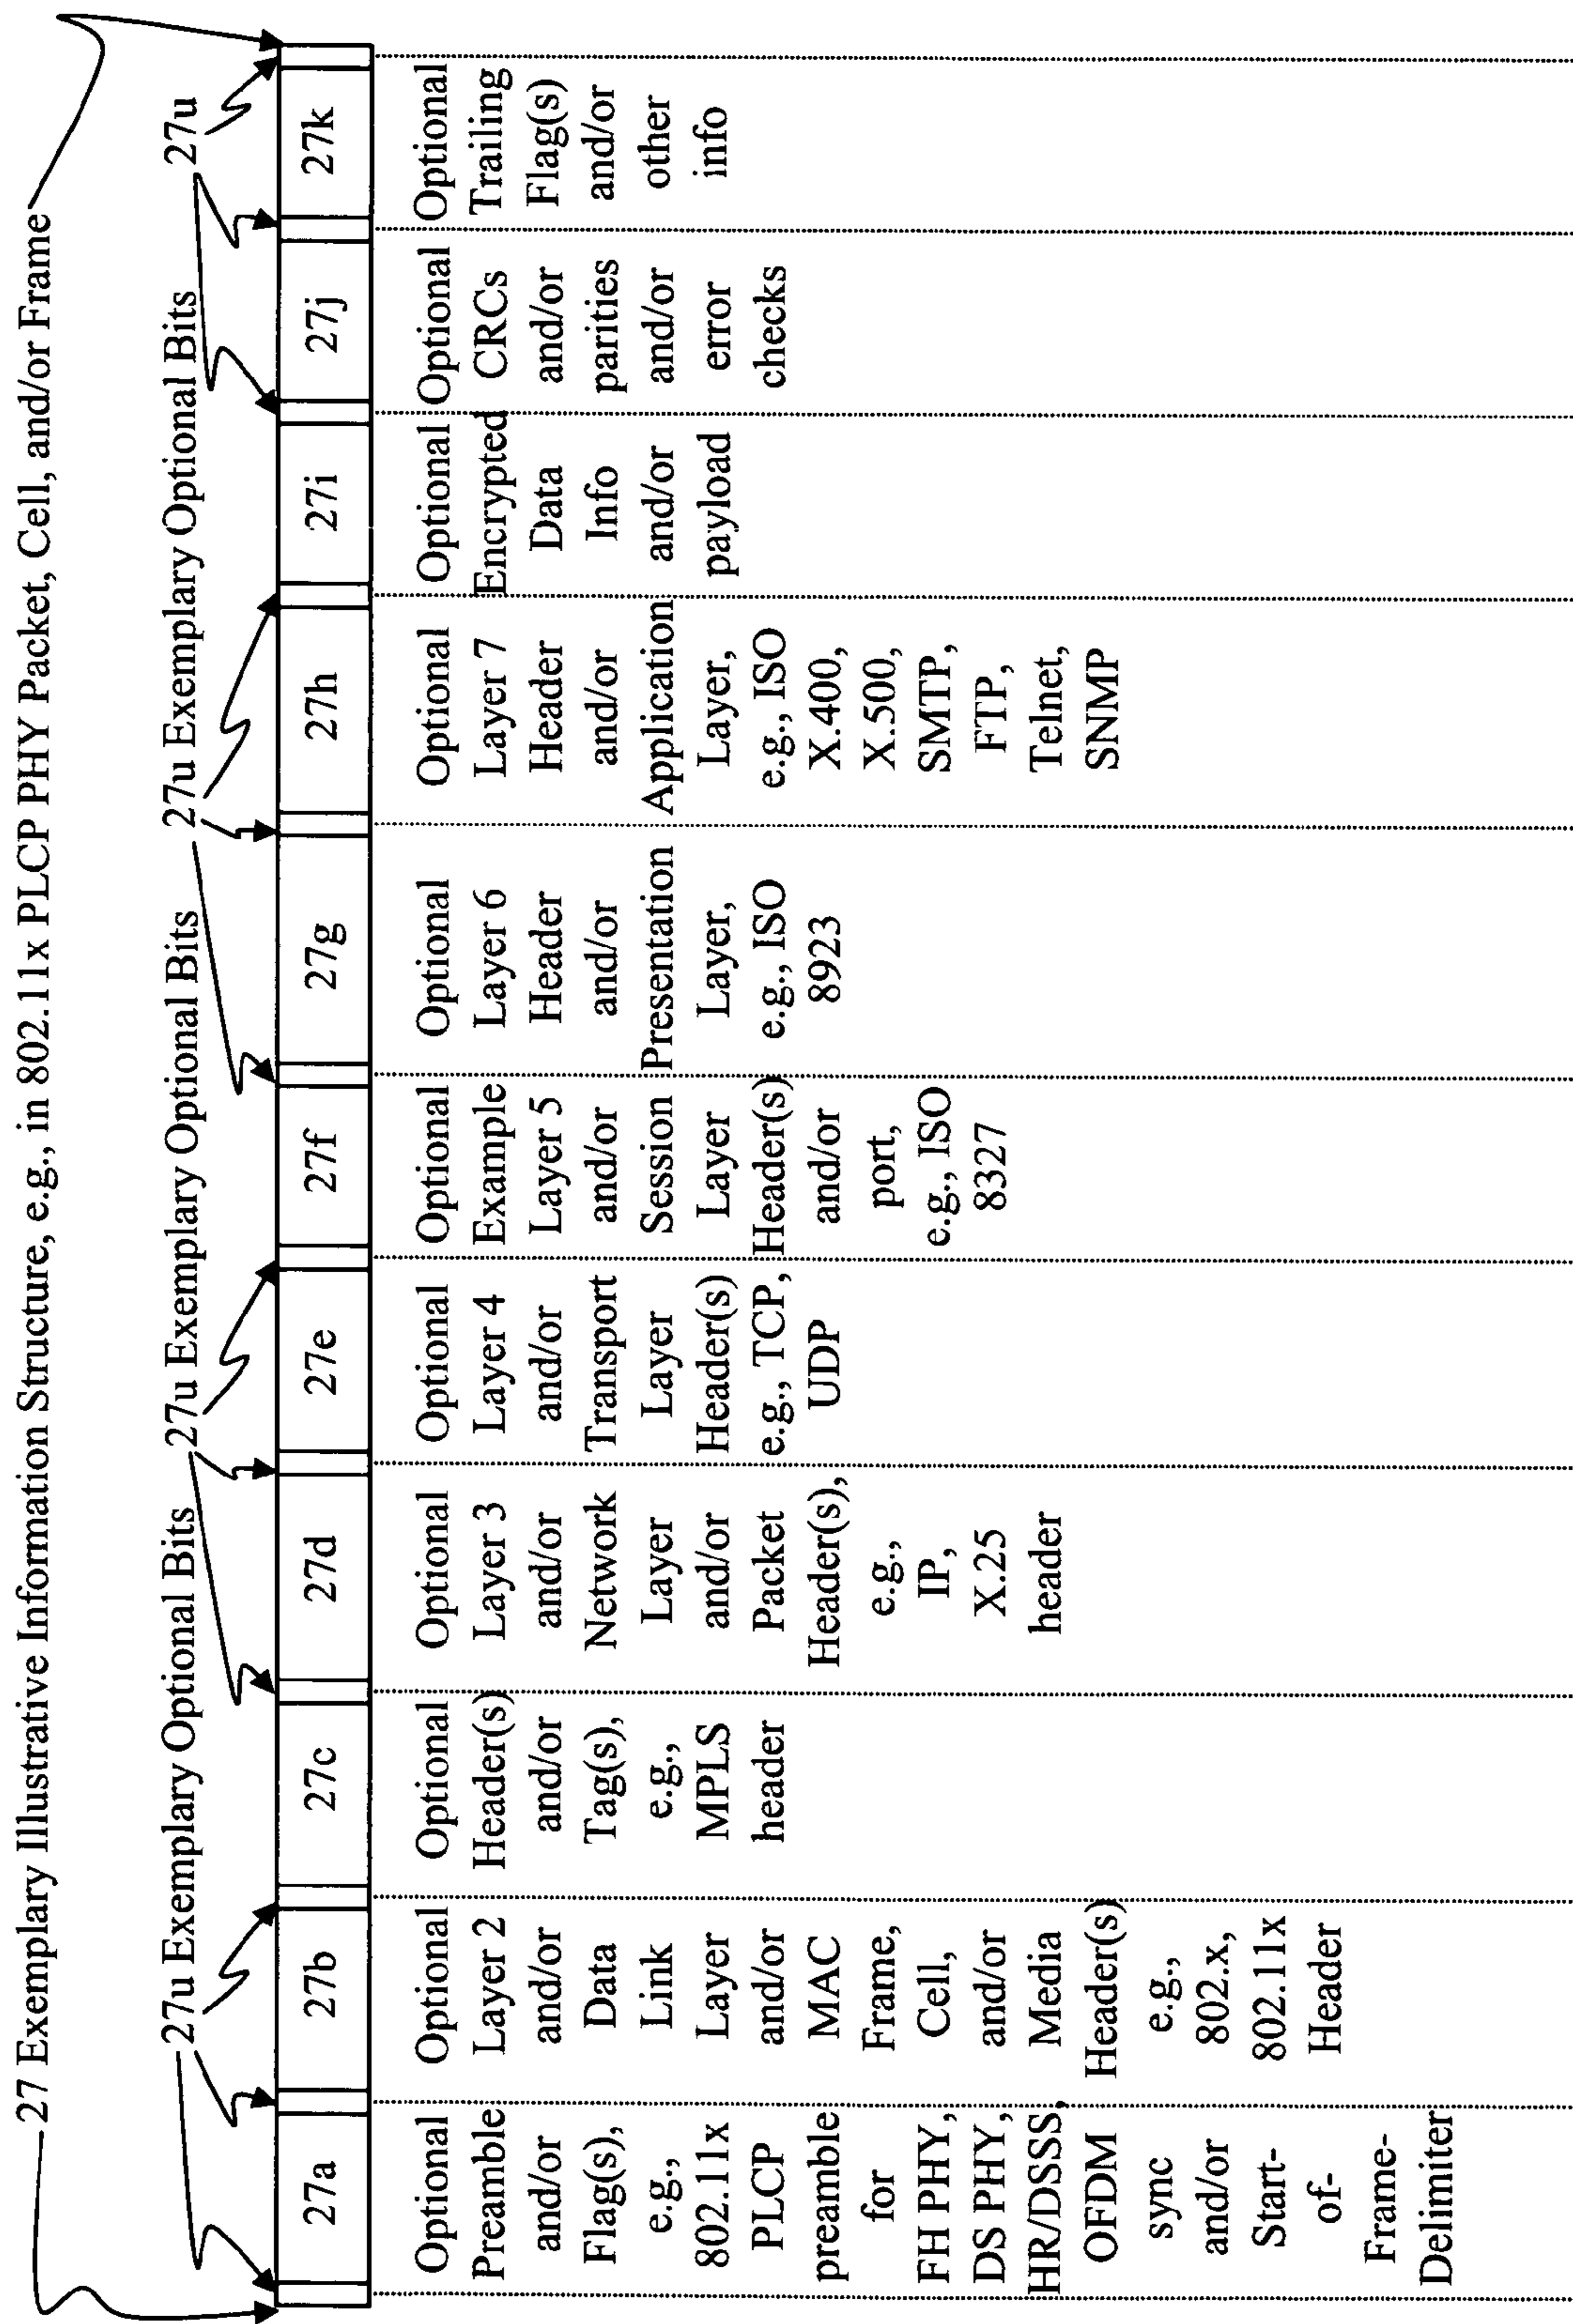 27 Exemplary Illustrative Information Structure, e.g., in 802.11x PLCP PHY Packet, Cell, and/or Frame
27u Exemplary Optional Bits
27u Exemplary Optional Bits
27u Exemplary Optional Bits
27u Exemplary Optional Bits
27u
27a
27b
27c
27d
27e
27f
27g
27h
27i
27j
27k
Optional
Preamble
and/or
Flag(s),
e.g.,
802.11x
PLCP
preamble
for
FH PHY,
DS PHY,
HR/DSSS,
OFDM
sync
and/or
Start-
of-
Frame-
Delimiter
Optional
Layer 2
and/or
Data
Link
Layer
and/or
MAC
Frame,
Cell,
and/or
Media
Header(s)
e.g.,
802.x,
802.11x
Header
Optional
Header(s)
and/or
Tag(s),
e.g.,
MPLS
header
Optional
Layer 3
and/or
Network
Layer
and/or
Packet
Header(s),
e.g.,
IP,
X.25
header
Optional
Layer 4
and/or
Transport
Layer
Header(s)
e.g., TCP,
UDP
Optional
Example
Layer 5
and/or
Session
Layer
Header(s)
and/or
port,
e.g., ISO
8327
Optional
Layer 6
Header
and/or
Presentation
Layer,
e.g., ISO
8923
Optional
Layer 7
Header
and/or
Application
Layer,
e.g., ISO
X.400,
X.500,
SMTP,
FTP,
Telnet,
SNMP
Optional
Encrypted
Data
Info
and/or
payload
Optional
CRCs
and/or
parities
and/or
error
checks
Optional
Trailing
Flag(s)
and/or
other
info